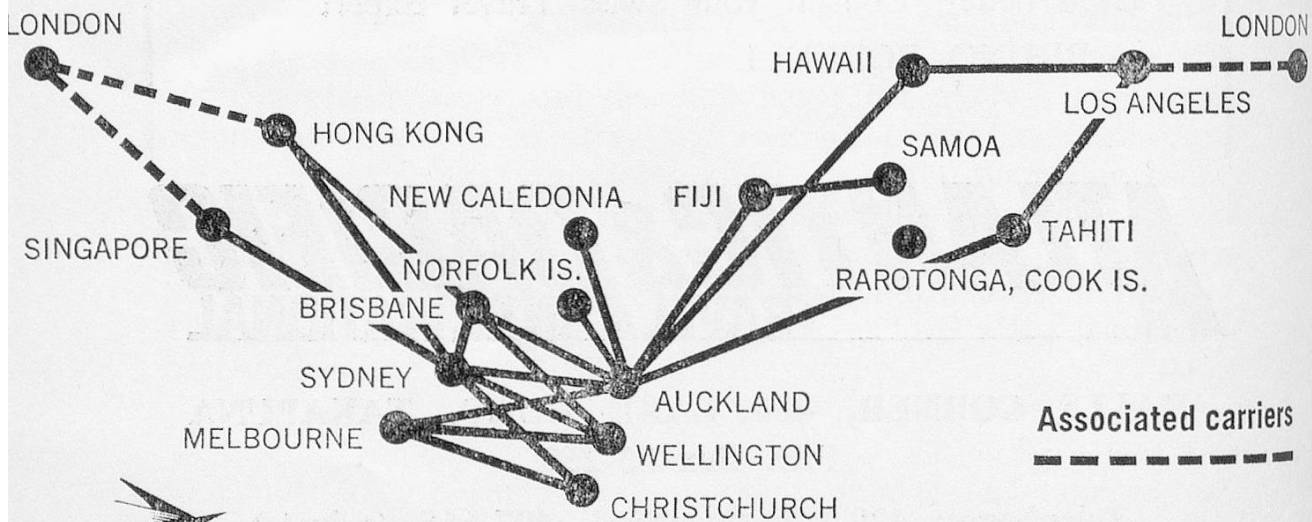 LONDON
LONDON
HAWAII
LOS ANGELES
HONG KONG
SAMOA
NEW CALEDONIA
FIJI
SINGAPORE
TAHITI
NORFOLK IS.
RAROTONGA, COOK IS.
BRISBANE
SYDNEY
AUCKLAND
MELBOURNE
Associated carriers
WELLINGTON
CHRISTCHURCH